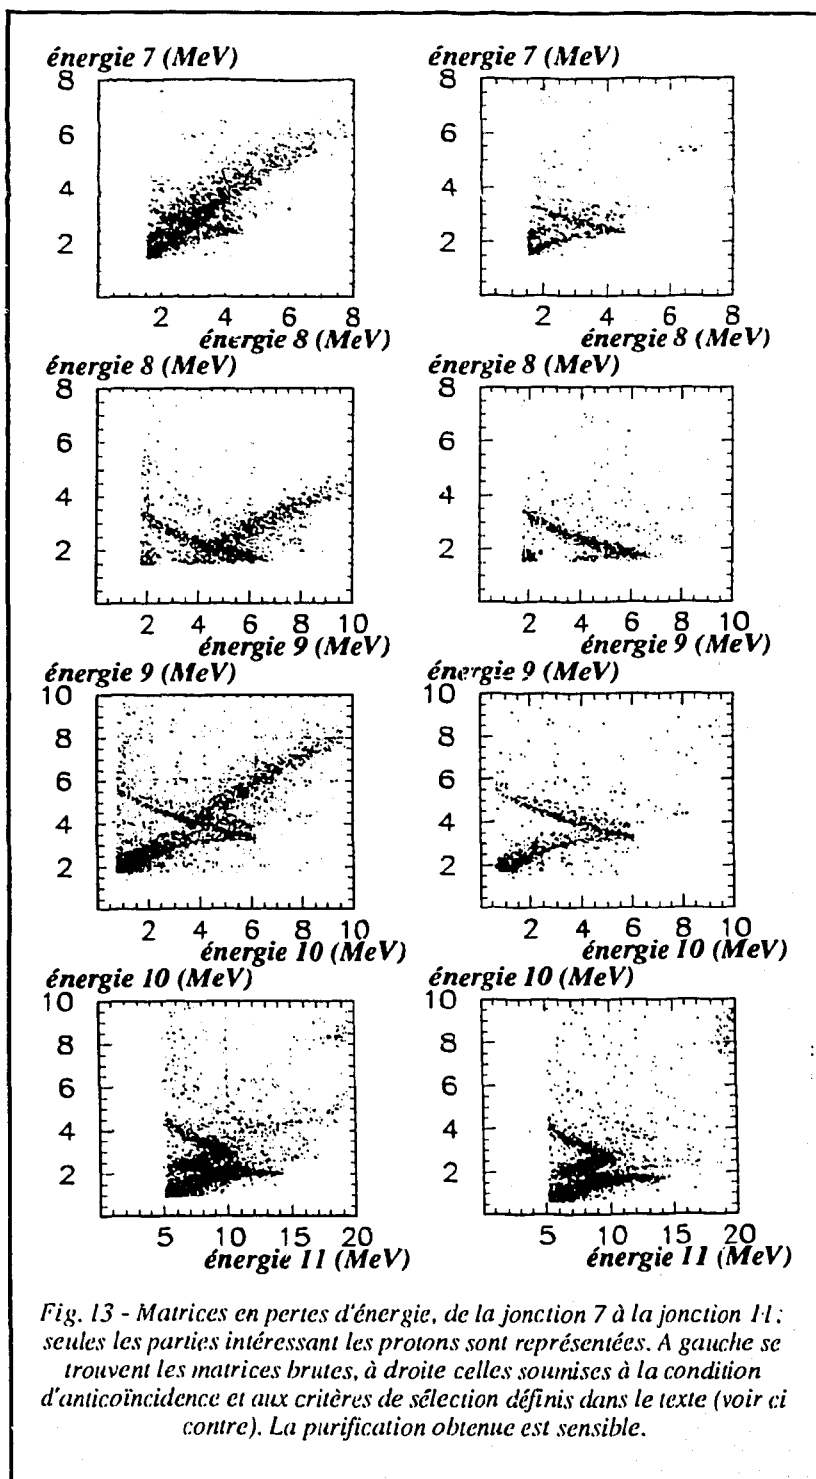 énergie 7 (MeV)
8
6
4
2
2 4 6 8
énergie 8 (MeV)
énergie 7 (MeV)
8
6
4
2
2 4 6 8
énergie 8 (MeV)
énergie 8 (MeV)
8
6
4
2
2 4 6 8 10
énergie 9 (MeV)
énergie 8 (MeV)
8
6
4
2
2 4 6 8 10
énergie 9 (MeV)
énergie 9 (MeV)
10
8
6
4
2
2 4 6 8 10
énergie 10 (MeV)
énergie 9 (MeV)
10
8
6
4
2
2 4 6 8 10
énergie 10 (MeV)
énergie 10 (MeV)
10
8
6
4
2
5 10 15 20
énergie 11 (MeV)
énergie 10 (MeV)
10
8
6
4
2
5 10 15 20
énergie 11 (MeV)
Fig. 13 - Matrices en pertes d'énergie, de la jonction 7 à la jonction 11;
seules les parties intéressant les protons sont représentées. A gauche se
trouvent les matrices brutes, à droite celles soumises à la condition
d'anticoïncidence et aux critères de sélection définis dans le texte (voir ci
contre). La purification obtenue est sensible.